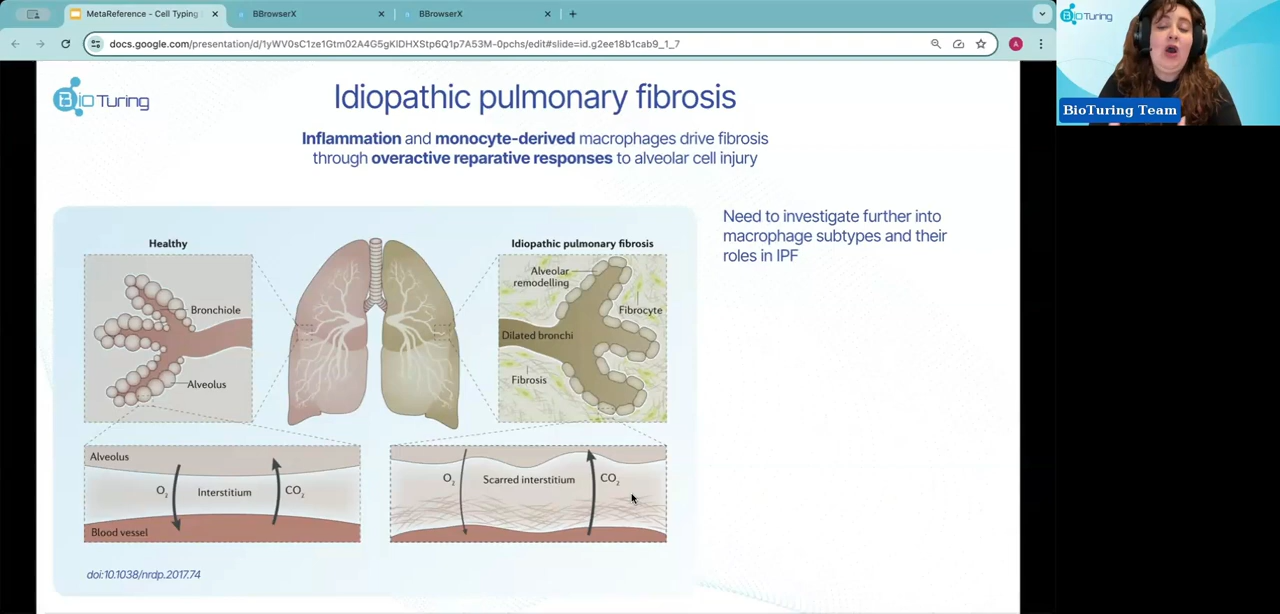 MetaReference - Cell Typing
BBrowserX
BBrowserX
docs.google.com/presentation/d/1yWV0sC1ze1Gtm02A4G5gKlDHXStp6Q1p7A53M-0pchs/edit#slide=id.g2ee18b1cab9_1_7
A
BioTuring
BioTuring Team
BioTuring
Idiopathic pulmonary fibrosis
Inflammation and monocyte-derived macrophages drive fibrosis
through overactive reparative responses to alveolar cell injury
Need to investigate further into
macrophage subtypes and their
roles in IPF
Healthy
Bronchiole
Alveolus
Idiopathic pulmonary fibrosis
Alveolar
remodelling
Fibrocyte
Dilated bronchi
Fibrosis
Alveolus
O2
Interstitium
CO2
Blood vessel
O2
Scarred interstitium
CO2
doi:10.1038/nrdp.2017.74